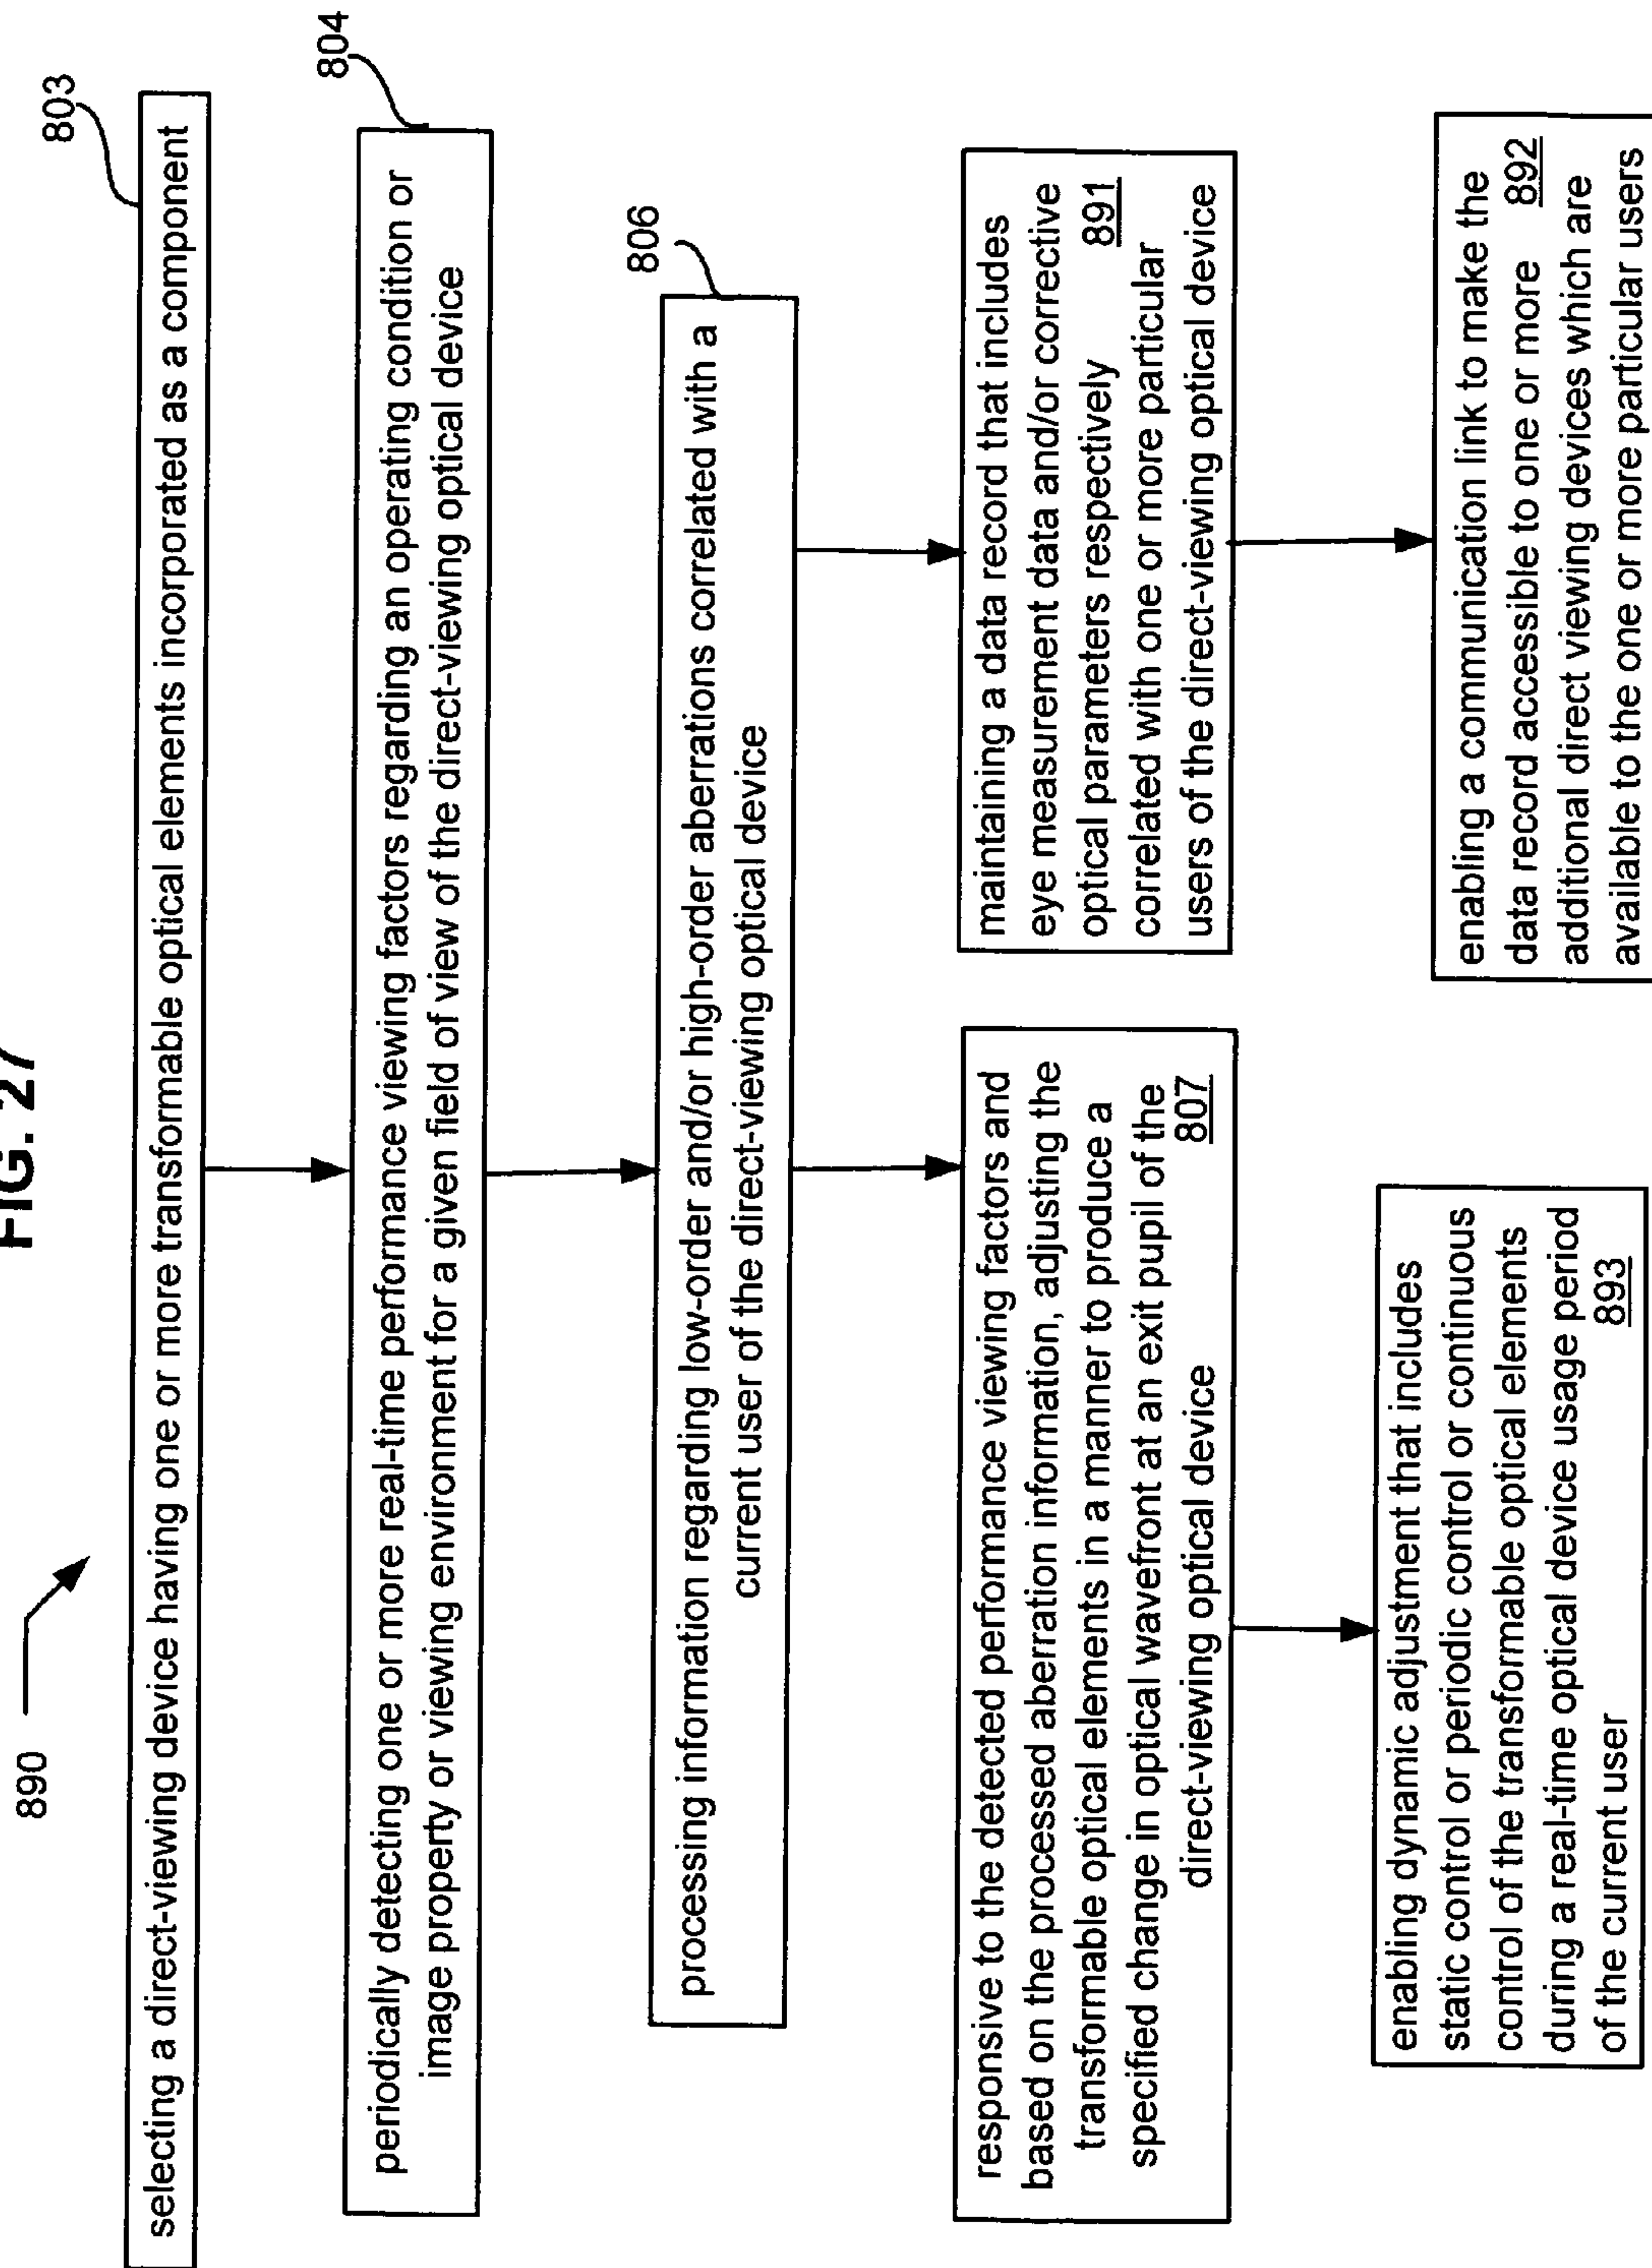 FIG. 27
890
803
selecting a direct-viewing device having one or more transformable optical elements incorporated as a component
804
periodically detecting one or more real-time performance viewing factors regarding an operating condition or
image property or viewing environment for a given field of view of the direct-viewing optical device
806
processing information regarding low-order and/or high-order aberrations correlated with a
current user of the direct-viewing optical device
responsive to the detected performance viewing factors and
based on the processed aberration information, adjusting the
transformable optical elements in a manner to produce a
specified change in optical wavefront at an exit pupil of the
direct-viewing optical device 807
maintaining a data record that includes
eye measurement data and/or corrective
optical parameters respectively 891
correlated with one or more particular
users of the direct-viewing optical device
enabling dynamic adjustment that includes
static control or periodic control or continuous
control of the transformable optical elements
during a real-time optical device usage period
of the current user 893
enabling a communication link to make the
data record accessible to one or more 892
additional direct viewing devices which are
available to the one or more particular users